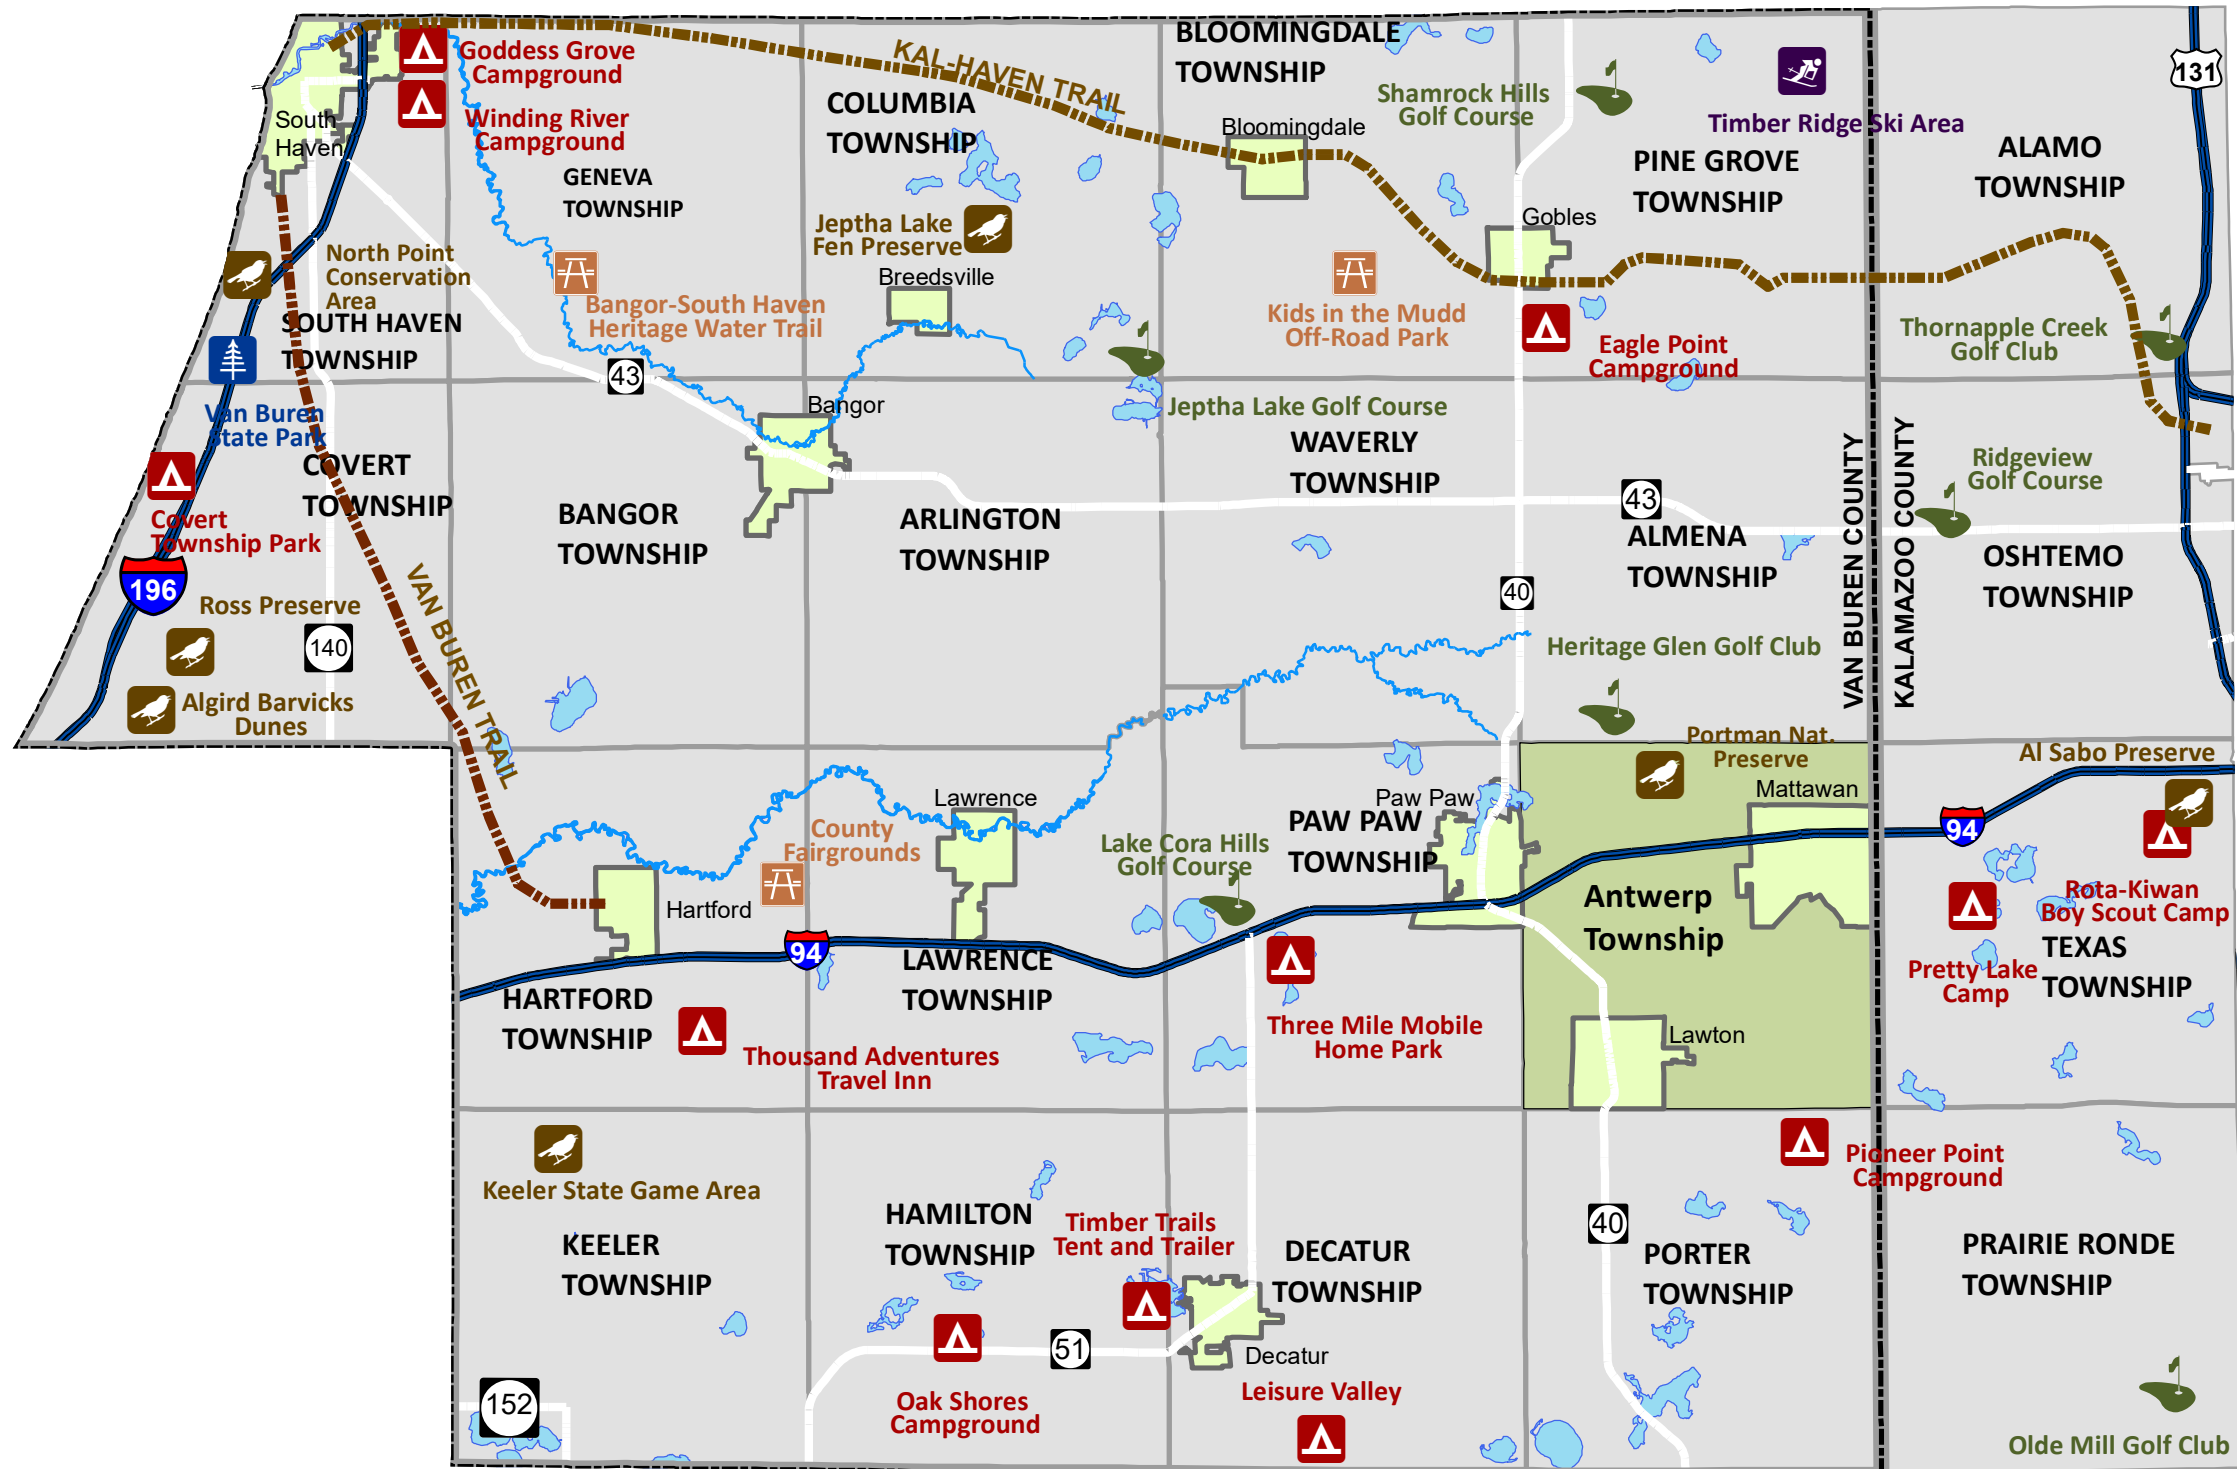 BLOOMINGDALE
TOWNSHIP
Goddess Grove
Campground
KAL-HAVEN TRAIL
131
COLUMBIA
TOWNSHIP
Shamrock Hills
Golf Course
Winding River
Campground
South
Haven
Bloomingdale
Timber Ridge Ski Area
PINE GROVE
TOWNSHIP
ALAMO
TOWNSHIP
GENEVA
TOWNSHIP
Jeptha Lake
Fen Preserve
Gobles
North Point
Conservation
Area
Breedsville
Bangor-South Haven
Heritage Water Trail
Kids in the Mudd
Off-Road Park
SOUTH HAVEN
TOWNSHIP
Eagle Point
Campground
Thornapple Creek
Golf Club
43
Van Buren
State Park
Bangor
Jeptha Lake Golf Course
WAVERLY
TOWNSHIP
COVERT
TOWNSHIP
Ridgeview
Golf Course
43
Covert
Township Park
BANGOR
TOWNSHIP
ARLINGTON
TOWNSHIP
ALMENA
TOWNSHIP
VAN BUREN COUNTY
KALAMAZOO COUNTY
OSHTEMO
TOWNSHIP
196
40
Ross Preserve
140
VAN BUREN TRAIL
Heritage Glen Golf Club
Algird Barvicks
Dunes
Portman Nat.
Preserve
Al Sabo Preserve
Mattawan
Lawrence
Paw Paw
PAW PAW
TOWNSHIP
County
Fairgrounds
Lake Cora Hills
Golf Course
94
Antwerp
Township
Rota-Kiwan
Boy Scout Camp
Hartford
94
LAWRENCE
TOWNSHIP
TEXAS
TOWNSHIP
Pretty Lake
Camp
HARTFORD
TOWNSHIP
Three Mile Mobile
Home Park
Lawton
Thousand Adventures
Travel Inn
Pioneer Point
Campground
Keeler State Game Area
HAMILTON
TOWNSHIP
Timber Trails
Tent and Trailer
40
KEELER
TOWNSHIP
DECATUR
TOWNSHIP
PORTER
TOWNSHIP
PRAIRIE RONDE
TOWNSHIP
51
Decatur
152
Oak Shores
Campground
Leisure Valley
Olde Mill Golf Club